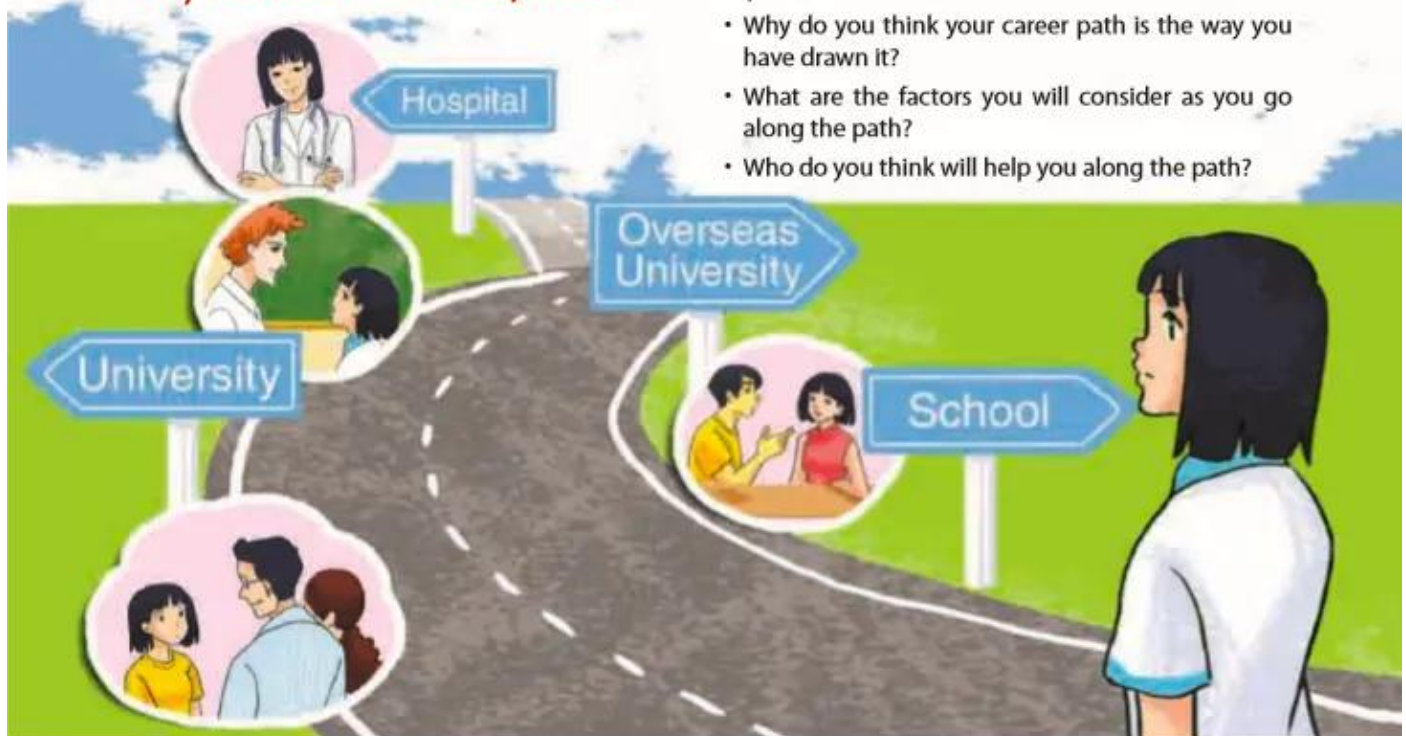 • Why do you think your career path is the way you
have drawn it?
• What are the factors you will consider as you go
along the path?
• Who do you think will help you along the path?
Hospital
Overseas
University
University
School